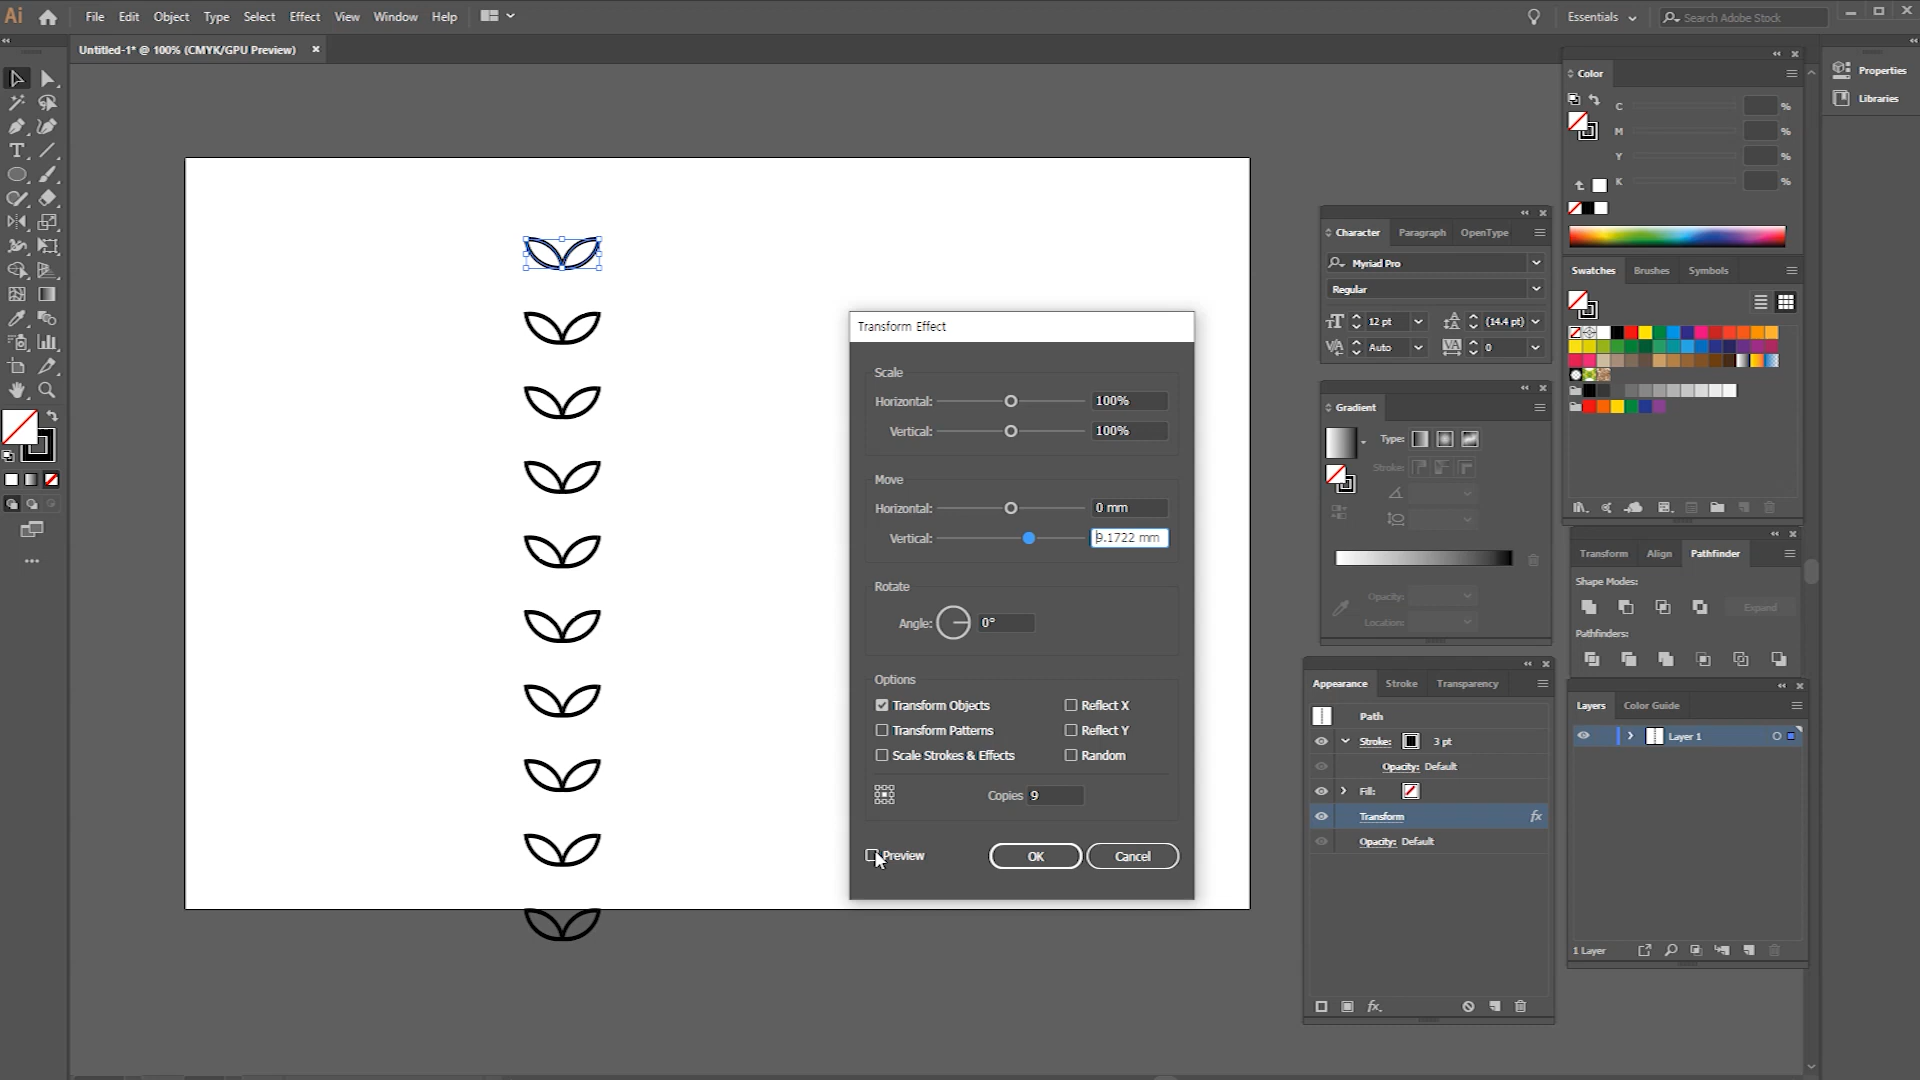 Ai File Edit Object Type Select Effect View Window Help Essentials Search Adobe Stock
Untitled-1* @ 100% (CMYK/GPU Preview)
Properties
Libraries
Color
C %
M %
Y %
K %
Swatches Brushes Symbols
Character Paragraph OpenType
Myriad Pro
Regular
12 pt (14.4 pt)
Auto 0
Gradient
Type:
Stroke:
Opacity:
Location:
Transform Align Pathfinder
Shape Modes:
Expand
Pathfinders:
Appearance Stroke Transparency
Path
Stroke: 3 pt
Opacity: Default
Fill:
Transform fx
Opacity: Default
fx
Layers Color Guide
Layer 1
1 Layer
Transform Effect
Scale
Horizontal: 100%
Vertical: 100%
Move
Horizontal: 0 mm
Vertical: 9.1722 mm
Rotate
Angle: 0°
Options
Transform Objects Reflect X
Transform Patterns Reflect Y
Scale Strokes & Effects Random
Copies 9
Preview OK Cancel